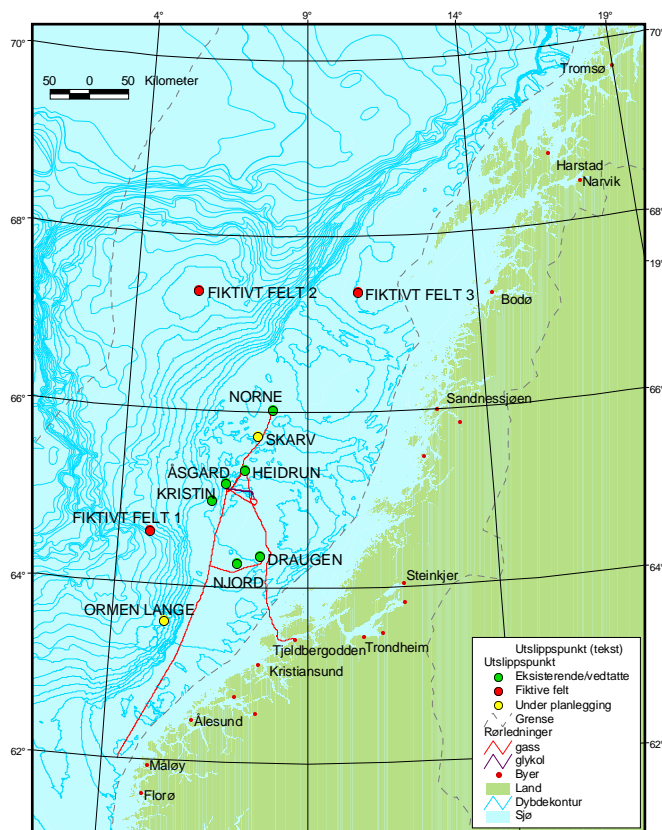 4°
9°
14°
19°
70°
70°
50 0 50 Kilometer
Tromsø
Harstad
Narvik
68°
68°
19°
FIKTIVT FELT 2
FIKTIVT FELT 3
Bodø
66°
66°
NORNE
Sandnessjøen
SKARV
ÅSGARD
HEIDRUN
KRISTIN
FIKTIVT FELT 1
DRAUGEN
64°
64°
NJORD
Steinkjer
ORMEN LANGE
Tjeldbergodden
Trondheim
Kristiansund
Ålesund
62°
62°
Måløy
Florø
Utslippspunkt (tekst)
Utslippspunkt
Eksisterende/vedtatte
Fiktive felt
Under planlegging
Grense
Rørledninger
gass
glykol
Byer
Land
Dybdekontur
Sjø
4°
9°
14°